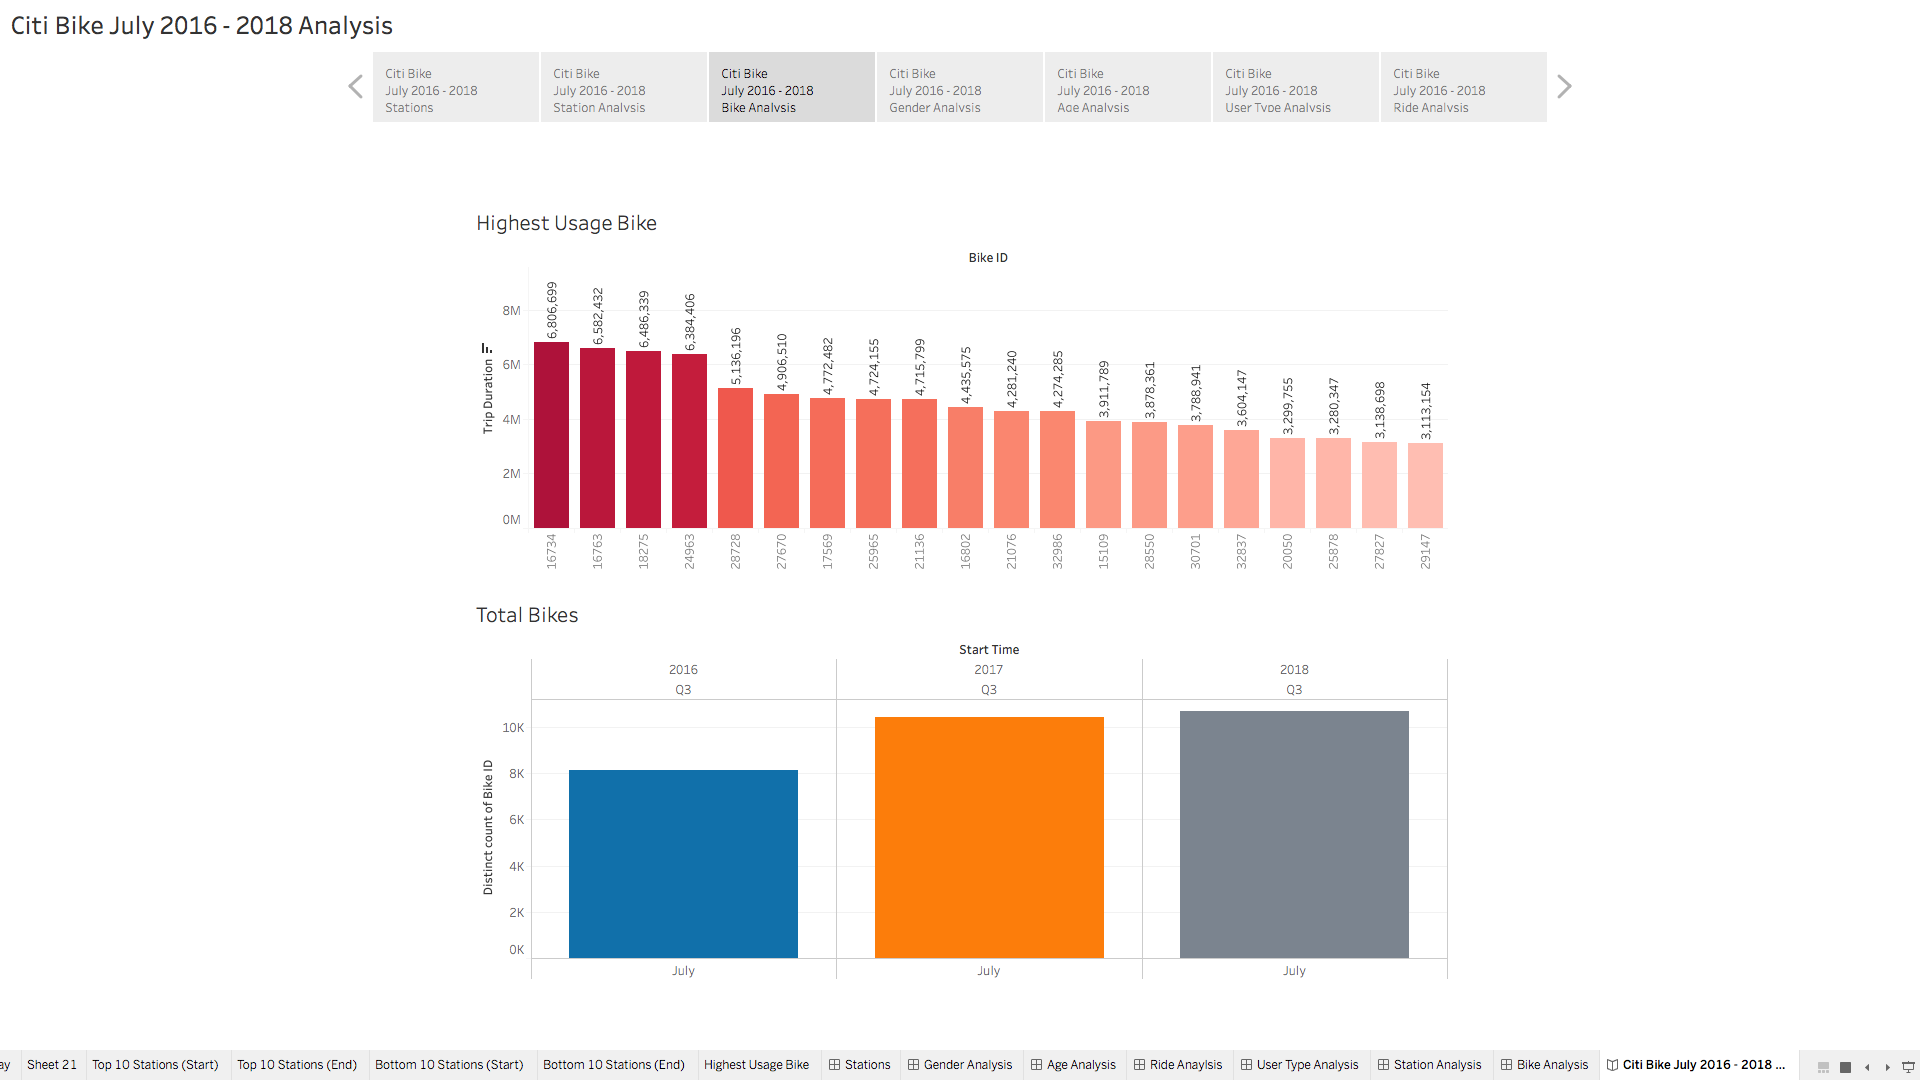 Citi Bike July 2016 - 2018 Analysis
Citi Bike
July 2016 - 2018
Stations
Citi Bike
July 2016 - 2018
Station Analysis
Citi Bike
July 2016 - 2018
Bike Analysis
Citi Bike
July 2016 - 2018
Gender Analysis
Citi Bike
July 2016 - 2018
Age Analysis
Citi Bike
July 2016 - 2018
User Type Analysis
Citi Bike
July 2016 - 2018
Ride Analysis
Highest Usage Bike
Bike ID
Trip Duration
8M
6M
4M
2M
0M
6,806,699
6,582,432
6,486,339
6,384,406
5,136,196
4,906,510
4,772,482
4,724,155
4,715,799
4,435,575
4,281,240
4,274,285
3,911,789
3,878,361
3,788,941
3,604,147
3,299,755
3,280,347
3,138,698
3,113,154
16734
16763
18275
24963
28728
27670
17569
25965
21136
16802
21076
32986
15109
28550
30701
32837
20050
25878
27827
29147
Total Bikes
Start Time
2016
2017
2018
Q3
Q3
Q3
Distinct count of Bike ID
10K
8K
6K
4K
2K
0K
July
July
July
ay
Sheet 21
Top 10 Stations (Start)
Top 10 Stations (End)
Bottom 10 Stations (Start)
Bottom 10 Stations (End)
Highest Usage Bike
Stations
Gender Analysis
Age Analysis
Ride Anaylsis
User Type Analysis
Station Analysis
Bike Analysis
Citi Bike July 2016 - 2018 ...